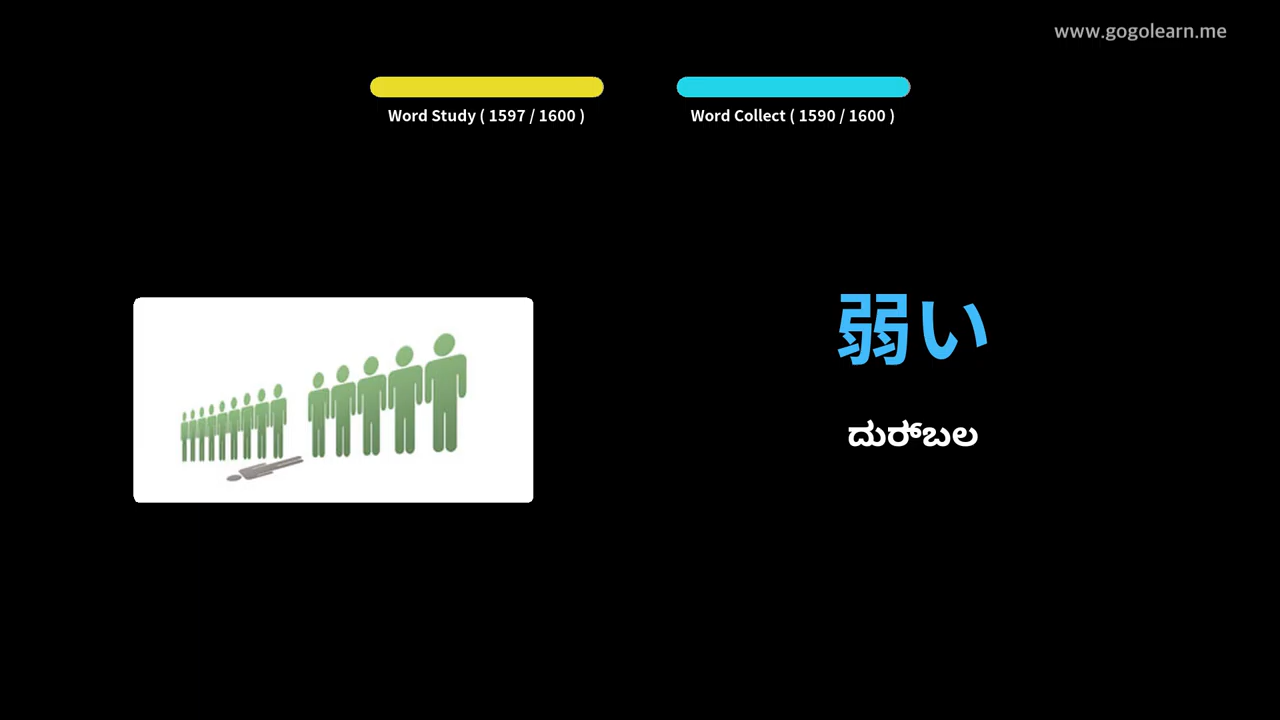 www.gogolearn.me
Word Study ( 1597 / 1600 )
Word Collect ( 1590 / 1600 )
弱い
ದುರ್ಬಲ